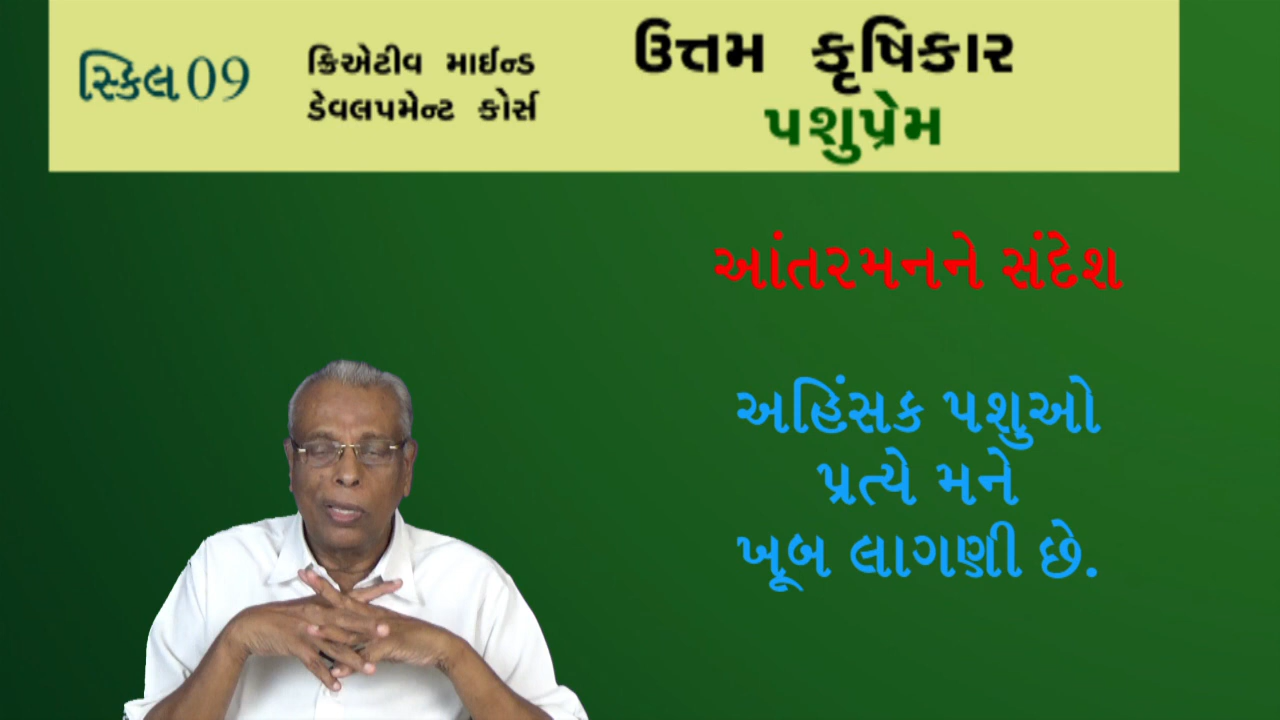 સ્કિલ 09
ક્રિએટીવ માઈન્ડ
ડેવલપમેન્ટ કોર્સ
ઉત્તમ કૃષિકાર
પશુપ્રેમ
આંતરમનને સંદેશ
અહિંસક પશુઓ
પ્રત્યે મને
ખૂબ લાગણી છે.